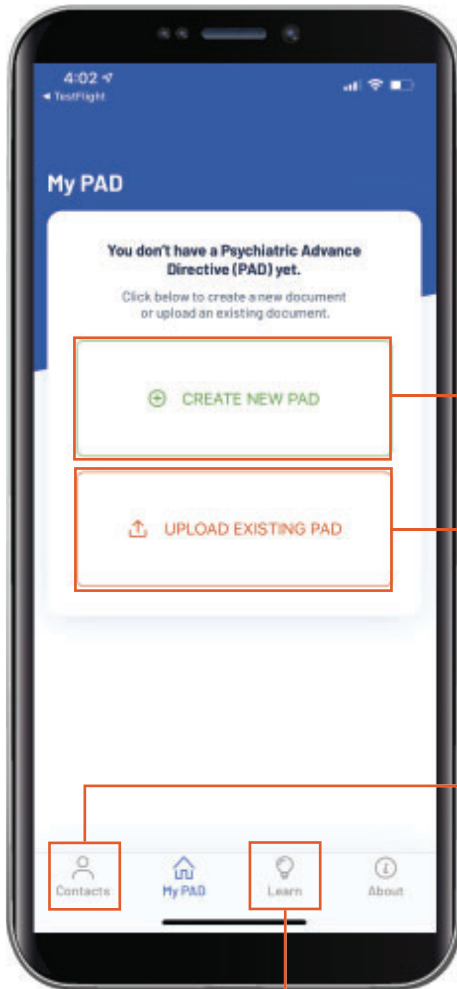 4:02
◀ TestFlight
My PAD
You don't have a Psychiatric Advance
Directive (PAD) yet.
Click below to create a new document
or upload an existing document.
CREATE NEW PAD
UPLOAD EXISTING PAD
Contacts
My PAD
Learn
About